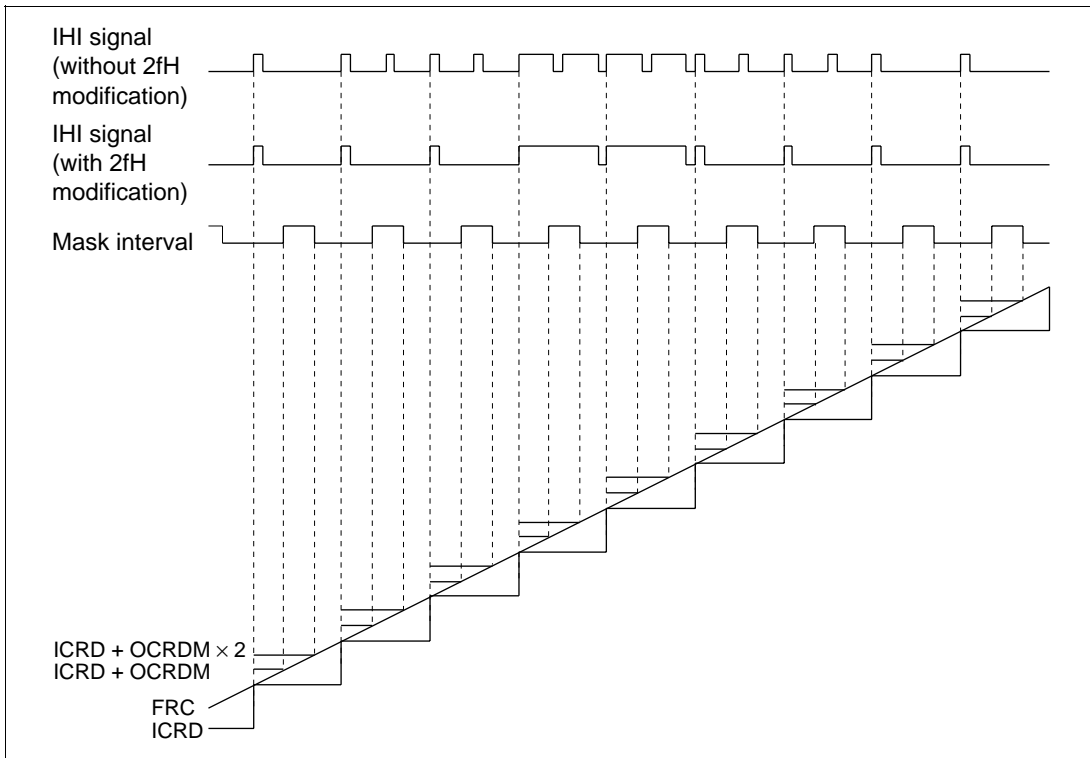 IHI signal
(without 2fH
modification)
IHI signal
(with 2fH
modification)
Mask interval
ICRD + OCRDM × 2
ICRD + OCRDM
FRC
ICRD